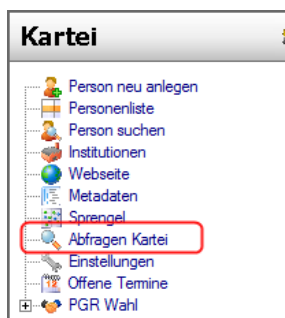 Kartei
Person neu anlegen
Personenliste
Person suchen
Institutionen
Webseite
Metadaten
Sprengel
Abfragen Kartei
Einstellungen
Offene Termine
PGR Wahl